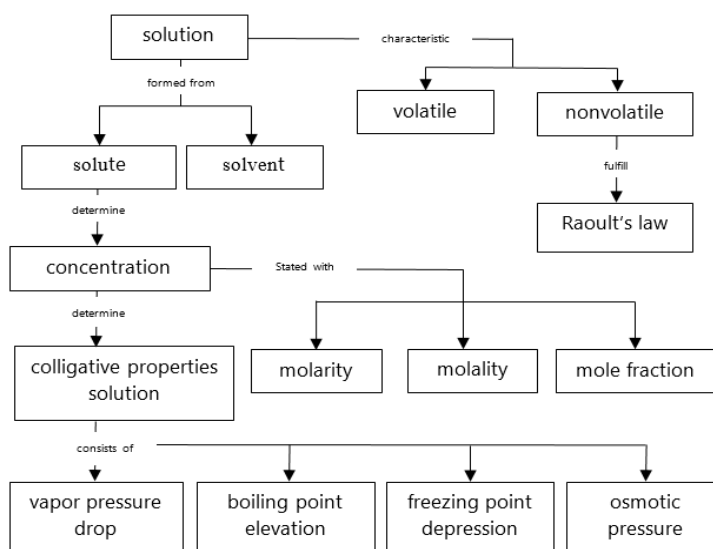 solution
characteristic
formed from
volatile
nonvolatile
solute
solvent
fulfill
determine
Raoult's law
concentration
Stated with
determine
colligative properties
solution
molarity
molality
mole fraction
consists of
vapor pressure
drop
boiling point
elevation
freezing point
depression
osmotic
pressure